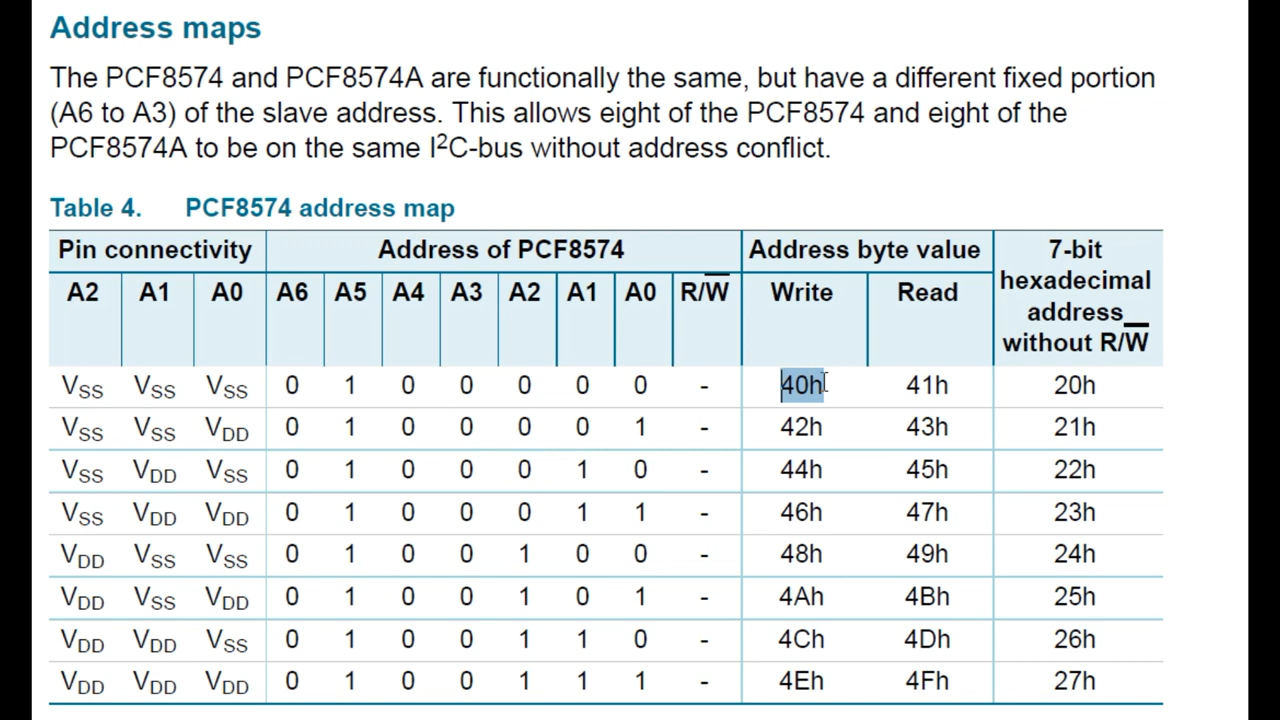 Address maps
The PCF8574 and PCF8574A are functionally the same, but have a different fixed portion
(A6 to A3) of the slave address. This allows eight of the PCF8574 and eight of the
PCF8574A to be on the same I²C-bus without address conflict.
Table 4. PCF8574 address map
Pin connectivity Address of PCF8574 Address byte value 7-bit hexadecimal address without R/W̅
A2 A1 A0 A6 A5 A4 A3 A2 A1 A0 R/W̅ Write Read
VSS VSS VSS 0 1 0 0 0 0 0 - 40h 41h 20h
VSS VSS VDD 0 1 0 0 0 0 1 - 42h 43h 21h
VSS VDD VSS 0 1 0 0 0 1 0 - 44h 45h 22h
VSS VDD VDD 0 1 0 0 0 1 1 - 46h 47h 23h
VDD VSS VSS 0 1 0 0 1 0 0 - 48h 49h 24h
VDD VSS VDD 0 1 0 0 1 0 1 - 4Ah 4Bh 25h
VDD VDD VSS 0 1 0 0 1 1 0 - 4Ch 4Dh 26h
VDD VDD VDD 0 1 0 0 1 1 1 - 4Eh 4Fh 27h